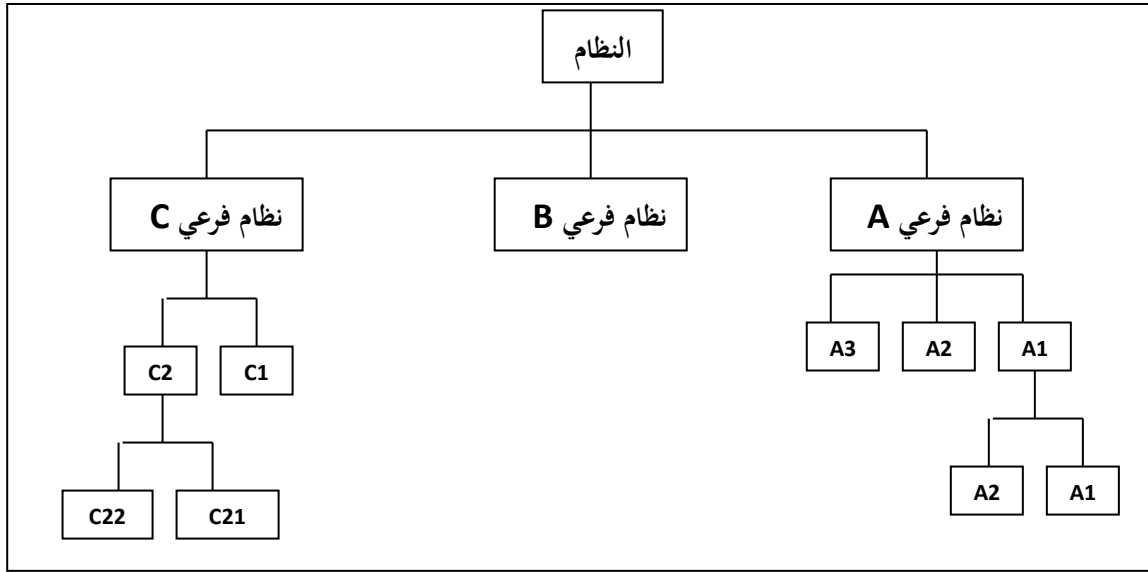 النظام
نظام فرعي A
نظام فرعي B
نظام فرعي C
A1
A2
A3
C1
C2
A1
A2
C21
C22